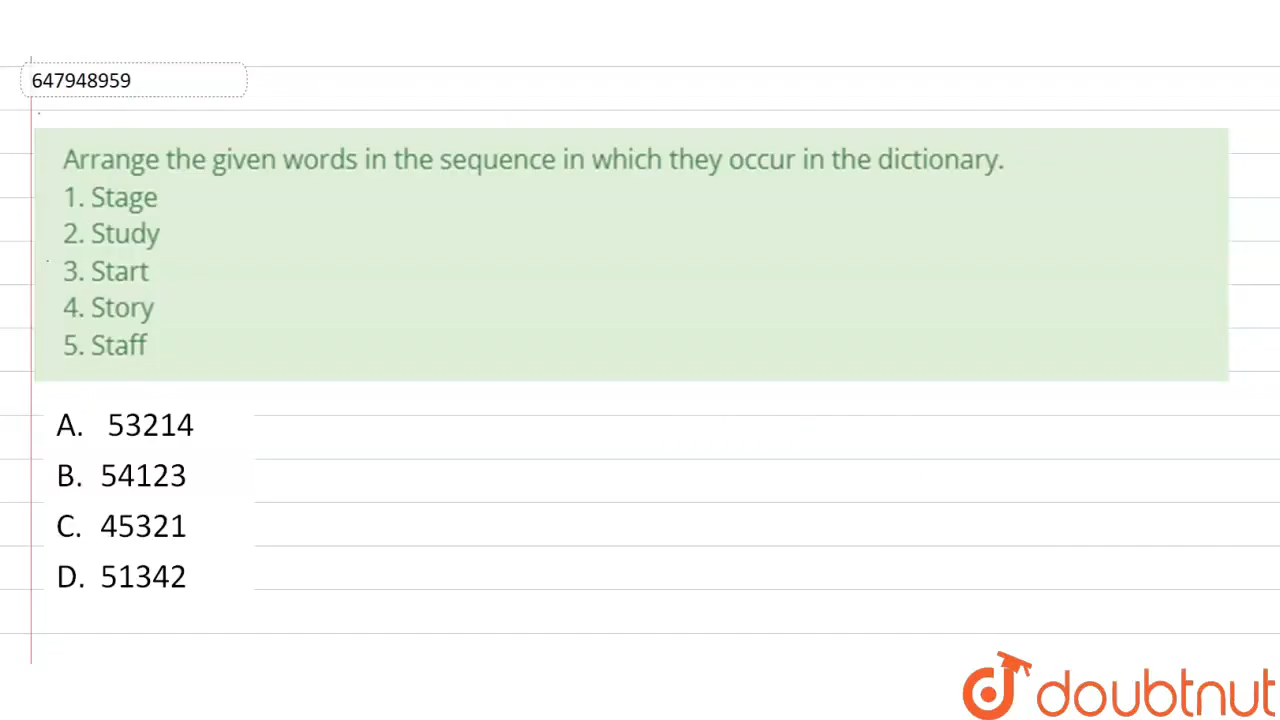 647948959
Arrange the given words in the sequence in which they occur in the dictionary.
1. Stage
2. Study
3. Start
4. Story
5. Staff
A. 53214
B. 54123
C. 45321
D. 51342
doubtnut